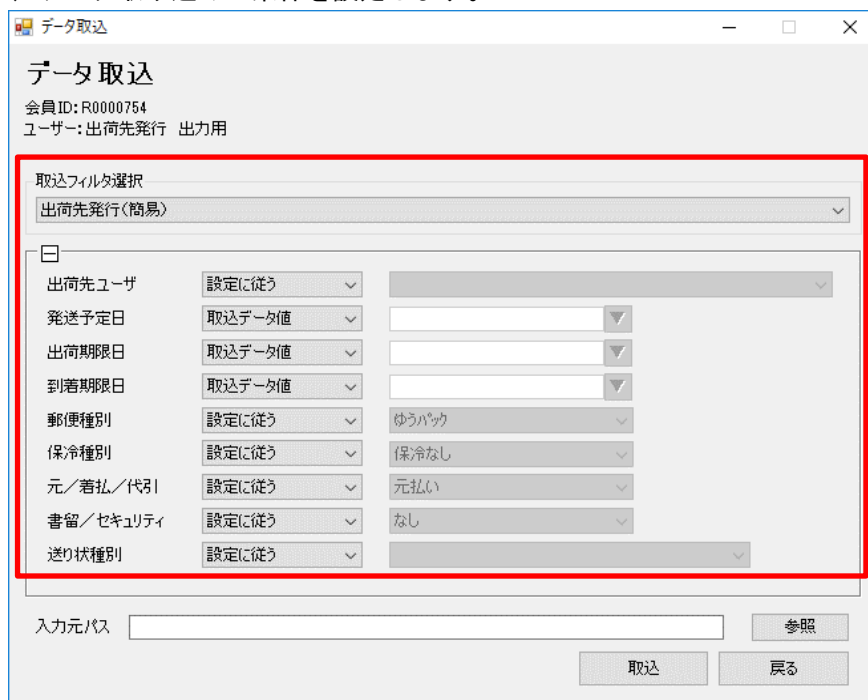 データ取込
データ取込
会員ID：R0000754
ユーザー：出荷先発行 出力用
取込フィルタ選択
出荷先発行(簡易)
出荷先ユーザ 設定に従う
発送予定日 取込データ値
出荷期限日 取込データ値
到着期限日 取込データ値
郵便種別 設定に従う ゆうパック
保冷種別 設定に従う 保冷なし
元／着払／代引 設定に従う 元払い
書留／セキュリティ 設定に従う なし
送り状種別 設定に従う
入力元パス 参照
取込 戻る